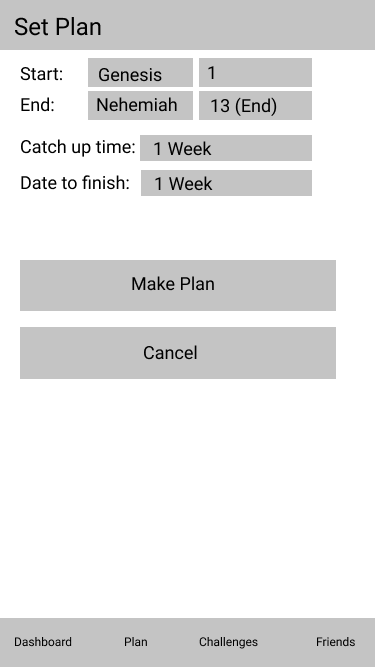 Set Plan
Start: Genesis 1
End: Nehemiah 13 (End)
Catch up time: 1 Week
Date to finish: 1 Week
Make Plan
Cancel
Dashboard Plan Challenges Friends